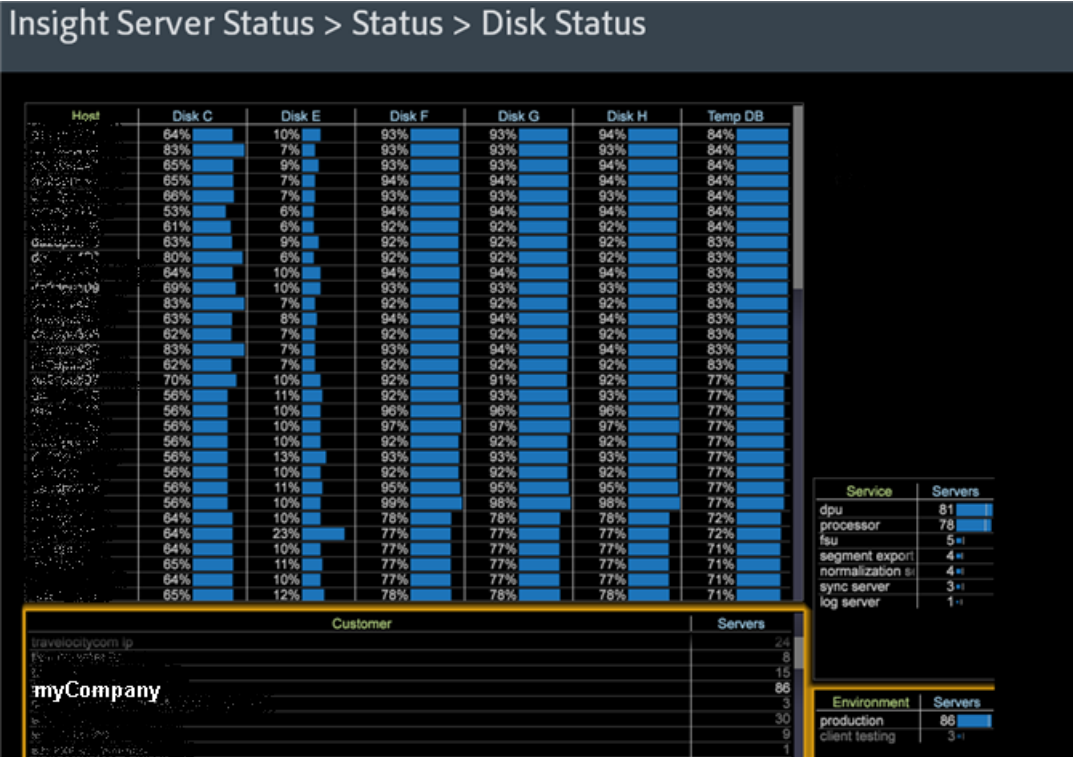 Insight Server Status > Status > Disk Status
Host Disk C Disk E Disk F Disk G Disk H Temp DB
64% 10% 93% 93% 94% 84%
83% 7% 93% 93% 93% 84%
65% 9% 93% 93% 94% 84%
65% 7% 94% 94% 94% 84%
66% 7% 93% 93% 93% 84%
53% 6% 94% 94% 94% 84%
61% 6% 92% 92% 92% 84%
63% 9% 92% 92% 92% 83%
80% 6% 92% 92% 92% 83%
64% 10% 94% 94% 94% 83%
69% 10% 93% 93% 93% 83%
83% 7% 92% 92% 92% 83%
63% 8% 94% 94% 94% 83%
62% 7% 92% 92% 92% 83%
83% 7% 93% 94% 94% 83%
62% 7% 92% 92% 92% 83%
70% 10% 92% 91% 92% 77%
56% 11% 92% 93% 93% 77%
56% 10% 96% 96% 96% 77%
56% 10% 97% 97% 97% 77%
56% 10% 92% 92% 92% 77%
56% 13% 93% 93% 93% 77%
56% 10% 92% 92% 92% 77%
56% 11% 95% 95% 95% 77%
56% 10% 99% 98% 98% 77%
64% 10% 78% 78% 78% 72%
64% 23% 77% 77% 77% 72%
64% 10% 77% 77% 77% 71%
65% 11% 77% 77% 77% 71%
64% 10% 77% 77% 77% 71%
65% 12% 78% 78% 78% 71%
Service Servers
dpu 81
processor 78
fsu 5
segment export 4
normalization 4
sync server 3
log server 1
Customer Servers
travelocitycom ip 24
8
15
myCompany 86
3
30
9
1
Environment Servers
production 86
client testing 3